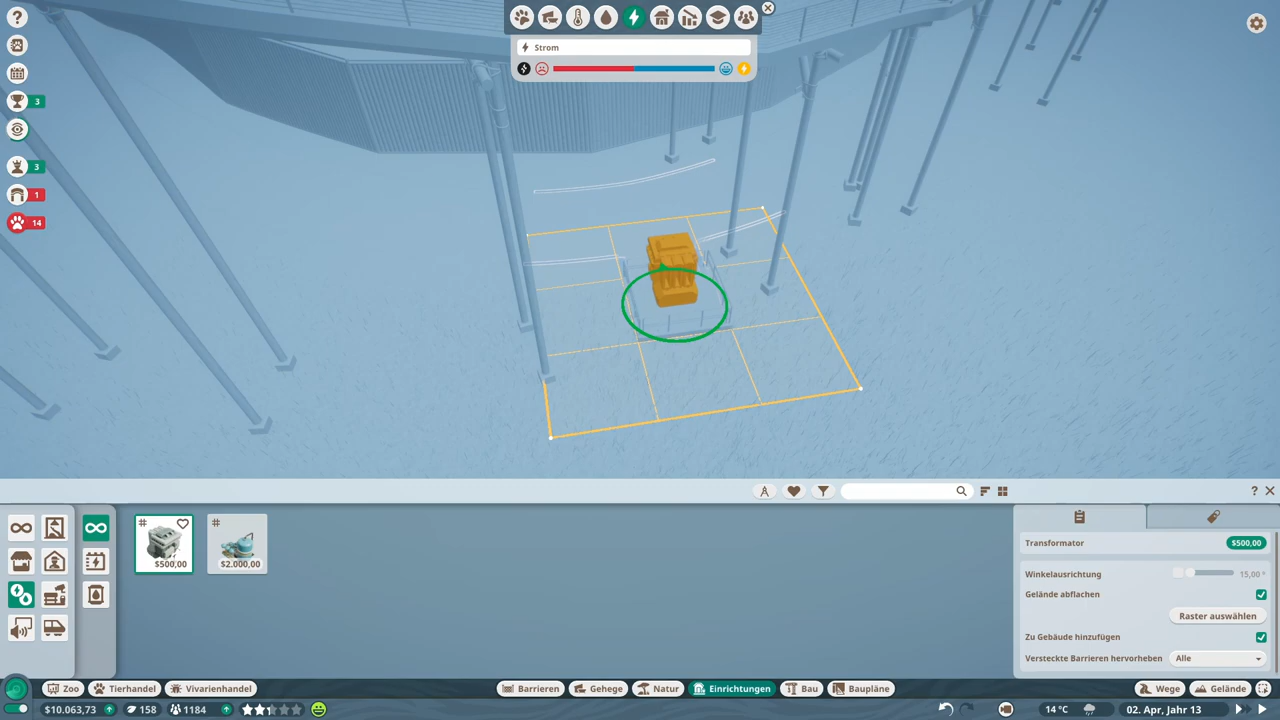 Strom
3
3
1
14
$500,00
$2.000,00
Transformator
$500,00
Winkelausrichtung
15,00 °
Gelände abflachen
Raster auswählen
Zu Gebäude hinzufügen
Versteckte Barrieren hervorheben
Alle
Zoo
Tierhandel
Vivarienhandel
Barrieren
Gehege
Natur
Einrichtungen
Bau
Baupläne
Wege
Gelände
$10.063,73
158
1184
14 °C
02. Apr, Jahr 13